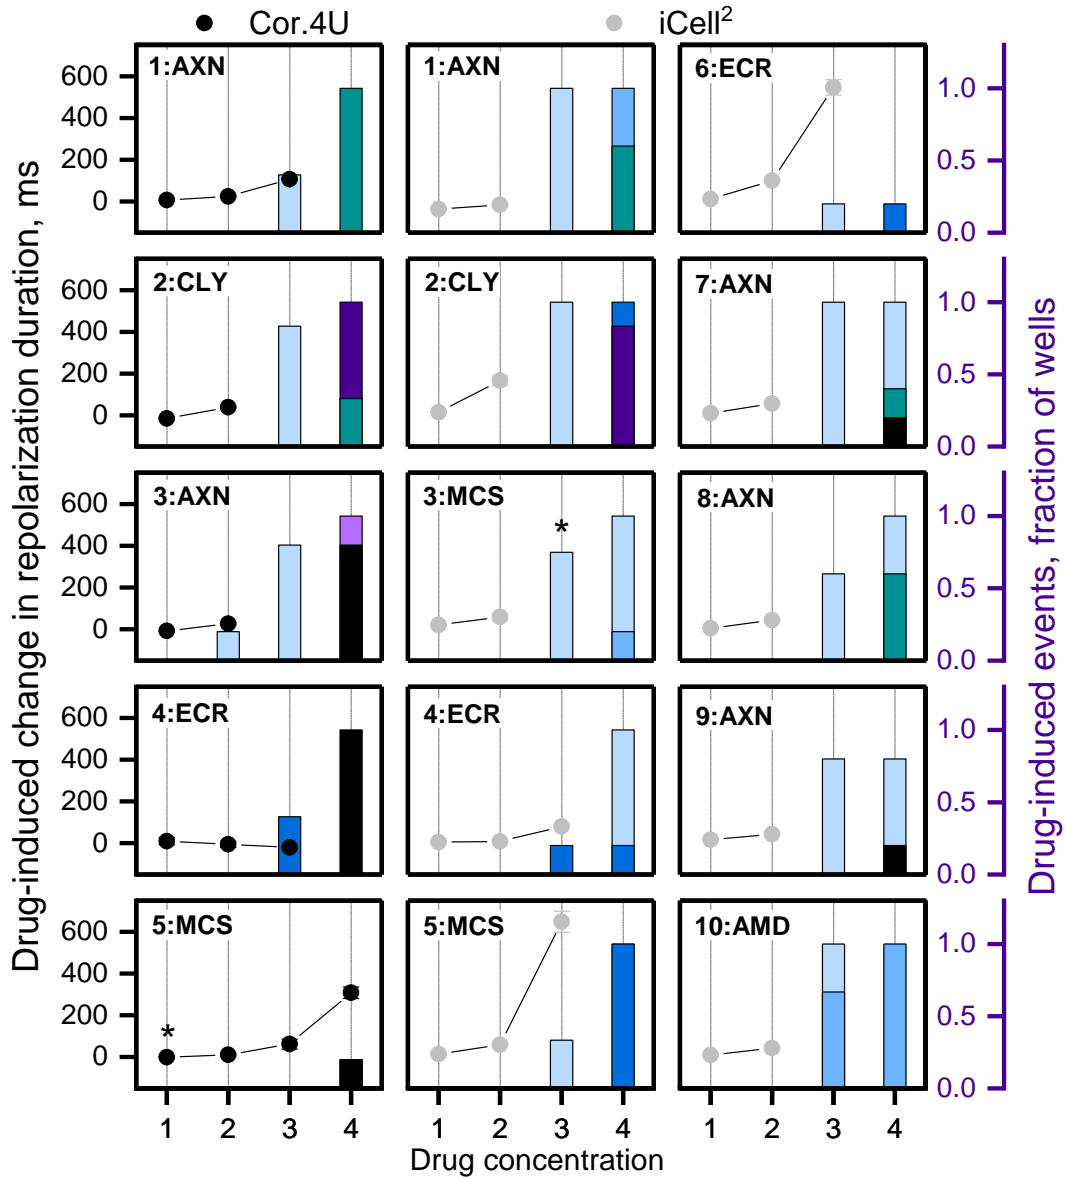 Cor.4U
iCell²
Drug-induced change in repolarization duration, ms
Drug-induced events, fraction of wells
1:AXN
1:AXN
6:ECR
600
400
200
0
1.0
0.5
0.0
2:CLY
2:CLY
7:AXN
600
400
200
0
1.0
0.5
0.0
3:AXN
3:MCS
*
8:AXN
600
400
200
0
1.0
0.5
0.0
4:ECR
4:ECR
9:AXN
600
400
200
0
1.0
0.5
0.0
5:MCS
*
5:MCS
10:AMD
600
400
200
0
1.0
0.5
0.0
1 2 3 4
1 2 3 4
1 2 3 4
Drug concentration